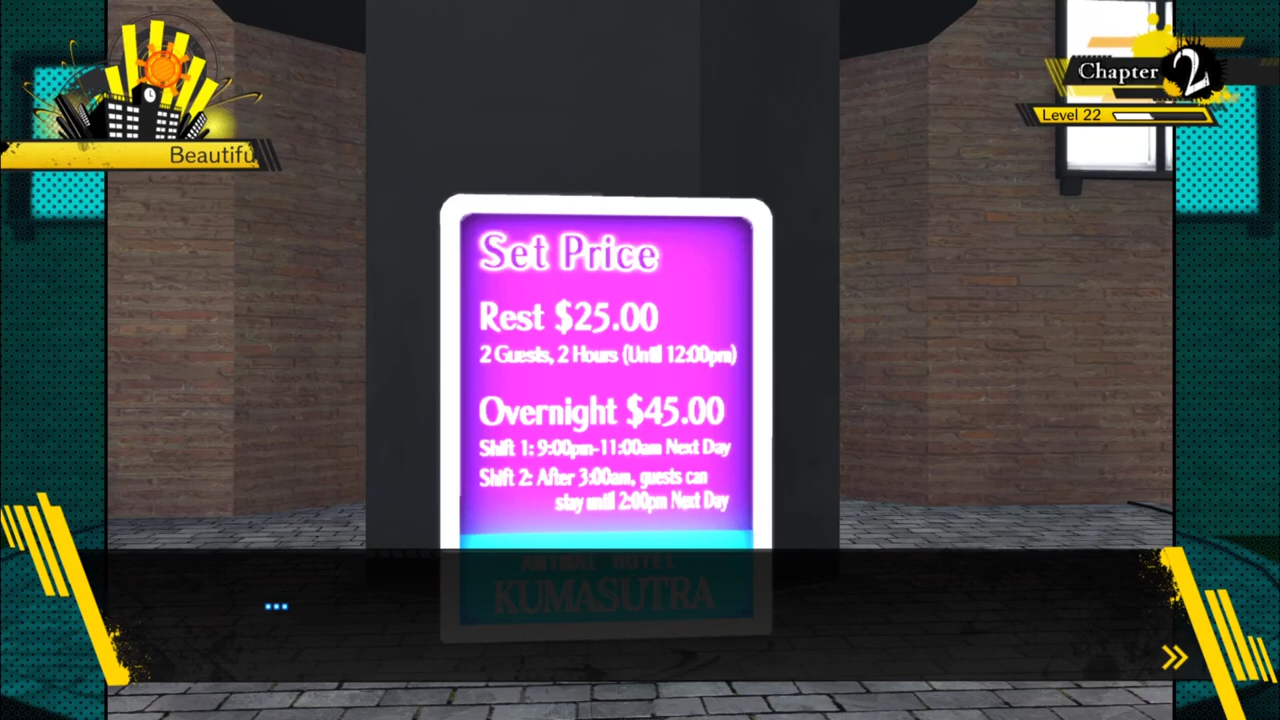 Beautifu
Chapter 2
Level 22
Set Price
Rest $25.00
2 Guests, 2 Hours (Until 12:00pm)
Overnight $45.00
Shift 1: 9:00pm-11:00am Next Day
Shift 2: After 3:00am, guests can
stay until 2:00pm Next Day
ANIMAL HOTEL
KUMASUTRA
...